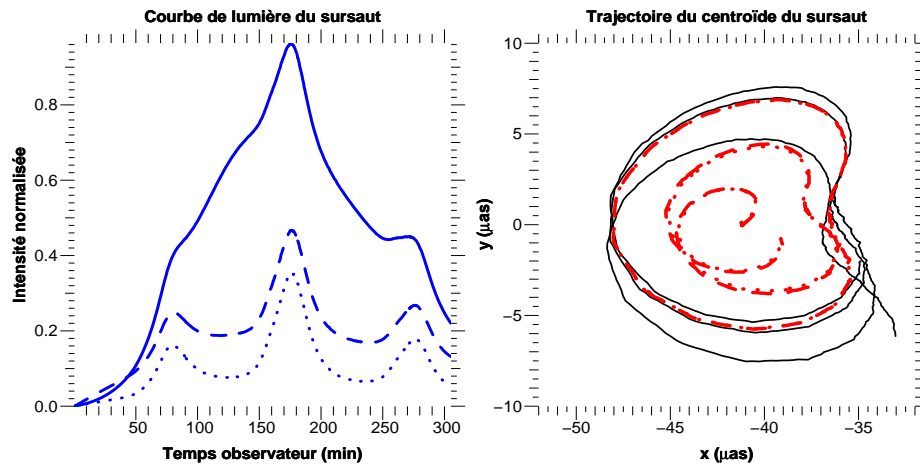 Courbe de lumière du sursaut
Intensité normalisée
0.8
0.6
0.4
0.2
0.0
50 100 150 200 250 300
Temps observateur (min)
Trajectoire du centroïde du sursaut
y (μas)
10
5
0
−5
−10
−50 −45 −40 −35
x (μas)